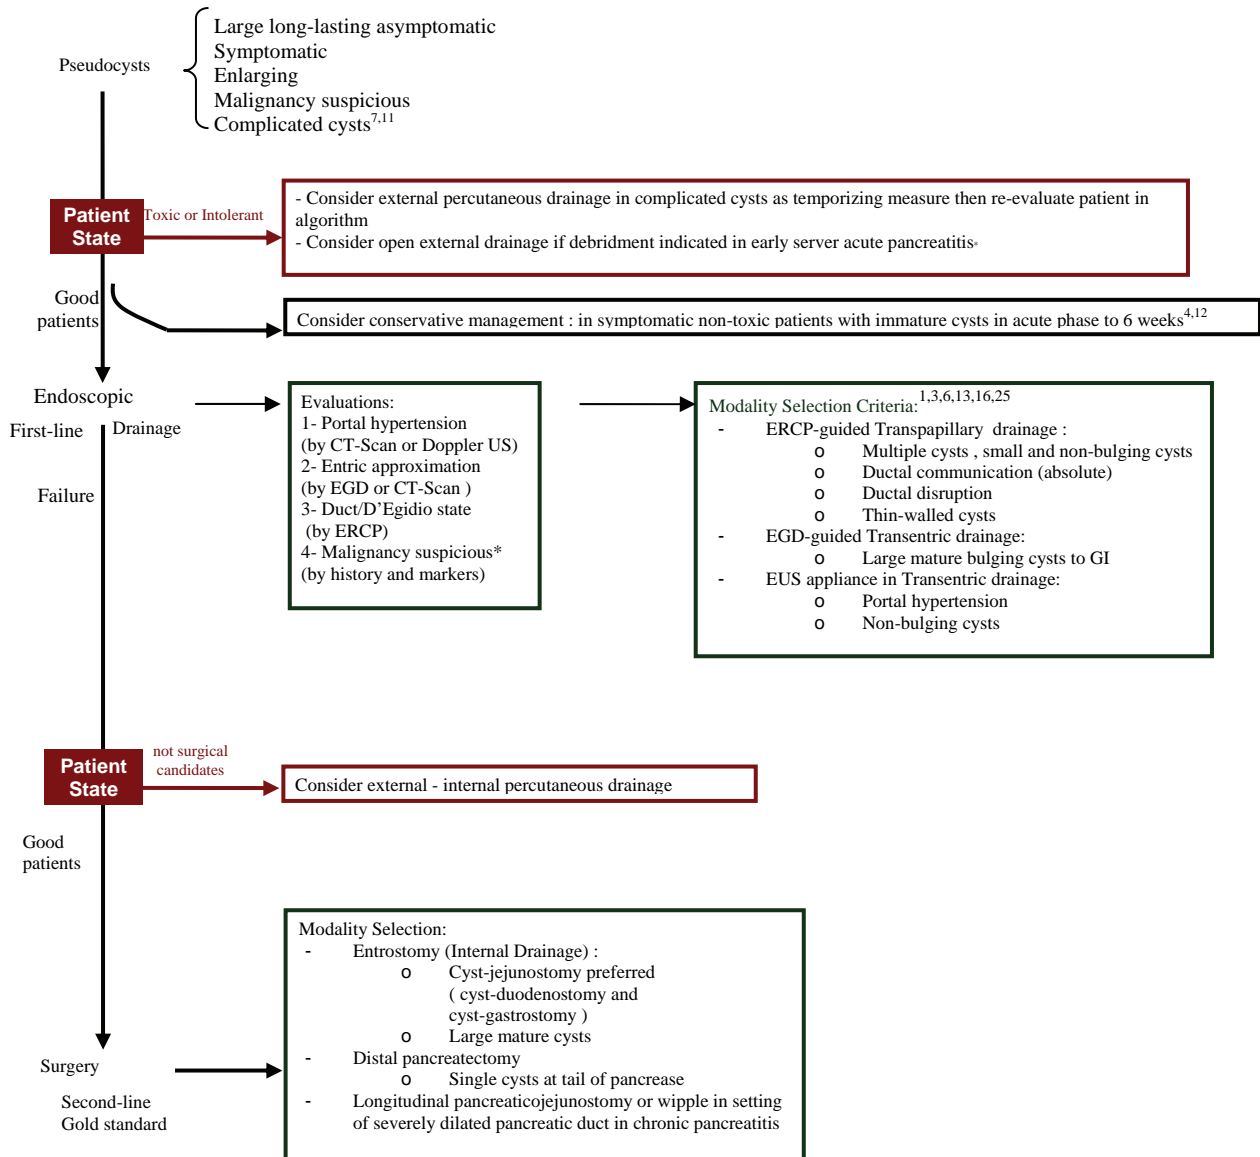 Large long-lasting asymptomatic
Symptomatic
Pseudocysts
Enlarging
Malignancy suspicious
Complicated cysts7,11
Patient
State
Toxic or Intolerant
- Consider external percutaneous drainage in complicated cysts as temporizing measure then re-evaluate patient in
algorithm
- Consider open external drainage if debridment indicated in early server acute pancreatitis*
Good
patients
Consider conservative management : in symptomatic non-toxic patients with immature cysts in acute phase to 6 weeks4,12
Endoscopic
First-line Drainage
Failure
Evaluations:
1- Portal hypertension
(by CT-Scan or Doppler US)
2- Entric approximation
(by EGD or CT-Scan )
3- Duct/D'Egidio state
(by ERCP)
4- Malignancy suspicious*
(by history and markers)
Modality Selection Criteria:1,3,6,13,16,25
- ERCP-guided Transpapillary drainage :
o Multiple cysts , small and non-bulging cysts
o Ductal communication (absolute)
o Ductal disruption
o Thin-walled cysts
- EGD-guided Transentric drainage:
o Large mature bulging cysts to GI
- EUS appliance in Transentric drainage:
o Portal hypertension
o Non-bulging cysts
Patient
State
not surgical
candidates
Consider external - internal percutaneous drainage
Good
patients
Modality Selection:
- Entrostomy (Internal Drainage) :
o Cyst-jejunostomy preferred
( cyst-duodenostomy and
cyst-gastrostomy )
o Large mature cysts
- Distal pancreatectomy
o Single cysts at tail of pancrease
- Longitudinal pancreaticojejunostomy or wipple in setting
of severely dilated pancreatic duct in chronic pancreatitis
Surgery
Second-line
Gold standard